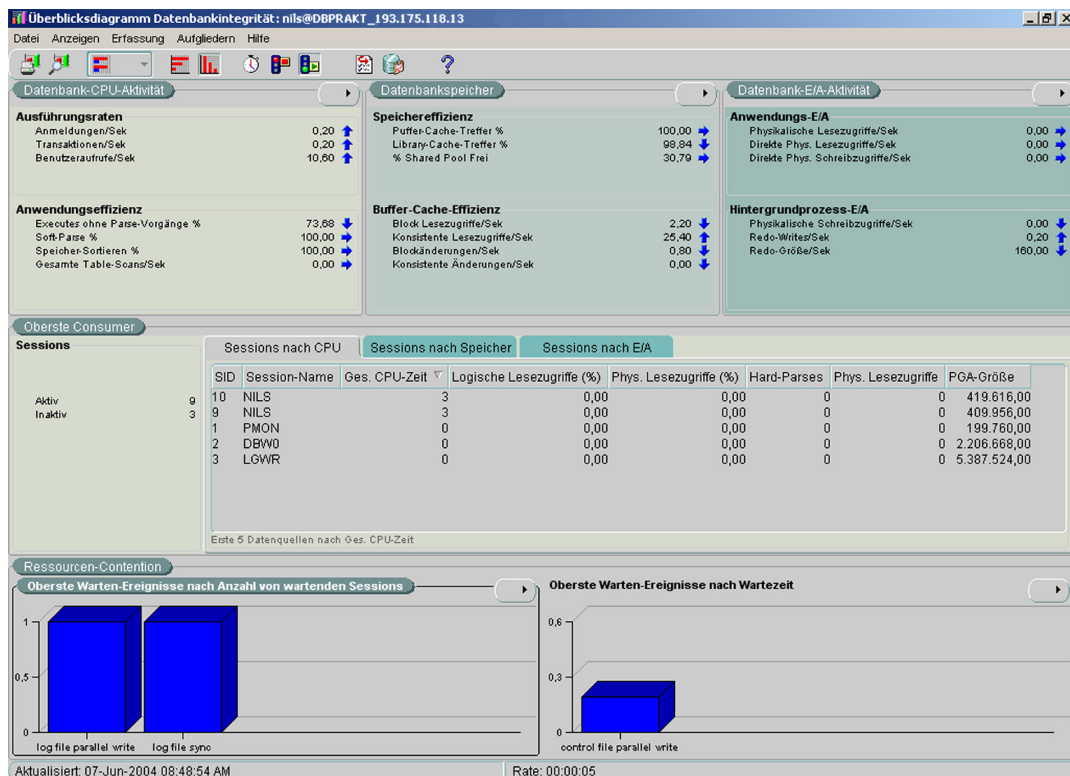 Überblicksdiagramm Datenbankintegrität: nils@DBPRAKT_193.175.118.13
Datei Anzeigen Erfassung Aufgliedern Hilfe
Datenbank-CPU-Aktivität
Ausführungsraten
Anmeldungen/Sek 0,20
Transaktionen/Sek 0,20
Benutzeraufrufe/Sek 10,60
Anwendungseffizienz
Executes ohne Parse-Vorgänge % 73,68
Soft-Parse % 100,00
Speicher-Sortieren % 100,00
Gesamte Table-Scans/Sek 0,00
Datenbankspeicher
Speichereffizienz
Puffer-Cache-Treffer % 100,00
Library-Cache-Treffer % 98,84
% Shared Pool Frei 30,79
Buffer-Cache-Effizienz
Block Lesezugriffe/Sek 2,20
Konsistente Lesezugriffe/Sek 25,40
Blockänderungen/Sek 0,80
Konsistente Änderungen/Sek 0,00
Datenbank-E/A-Aktivität
Anwendungs-E/A
Physikalische Lesezugriffe/Sek 0,00
Direkte Phys. Lesezugriffe/Sek 0,00
Direkte Phys. Schreibzugriffe/Sek 0,00
Hintergrundprozess-E/A
Physikalische Schreibzugriffe/Sek 0,00
Redo-Writes/Sek 0,20
Redo-Größe/Sek 160,00
Oberste Consumer
Sessions
Aktiv 9
Inaktiv 3
Sessions nach CPU Sessions nach Speicher Sessions nach E/A
SID Session-Name Ges. CPU-Zeit Logische Lesezugriffe (%) Phys. Lesezugriffe (%) Hard-Parses Phys. Lesezugriffe PGA-Größe
10 NILS 3 0,00 0,00 0 0 419.616,00
9 NILS 3 0,00 0,00 0 0 409.956,00
1 PMON 0 0,00 0,00 0 0 199.760,00
2 DBW0 0 0,00 0,00 0 0 2.206.668,00
3 LGWR 0 0,00 0,00 0 0 5.387.524,00
Erste 5 Datenquellen nach Ges. CPU-Zeit
Ressourcen-Contention
Oberste Warten-Ereignisse nach Anzahl von wartenden Sessions
1
0,5
0
log file parallel write log file sync
Oberste Warten-Ereignisse nach Wartezeit
0,6
0,3
0
control file parallel write
Aktualisiert: 07-Jun-2004 08:48:54 AM Rate: 00:00:05